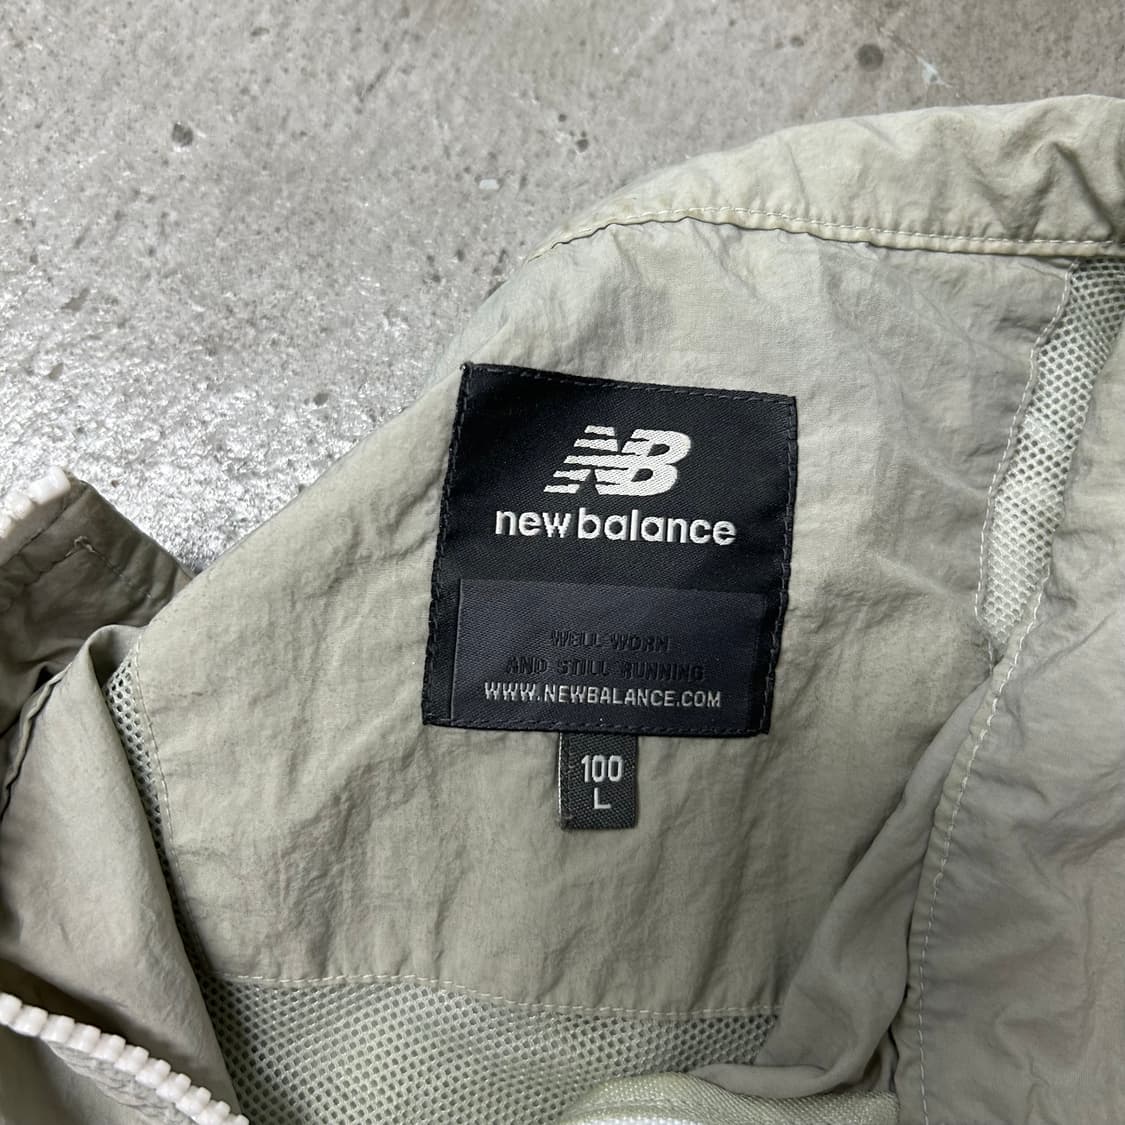 NB
new balance
WELL WORN
AND STILL RUNNING
WWW.NEWBALANCE.COM
100
L